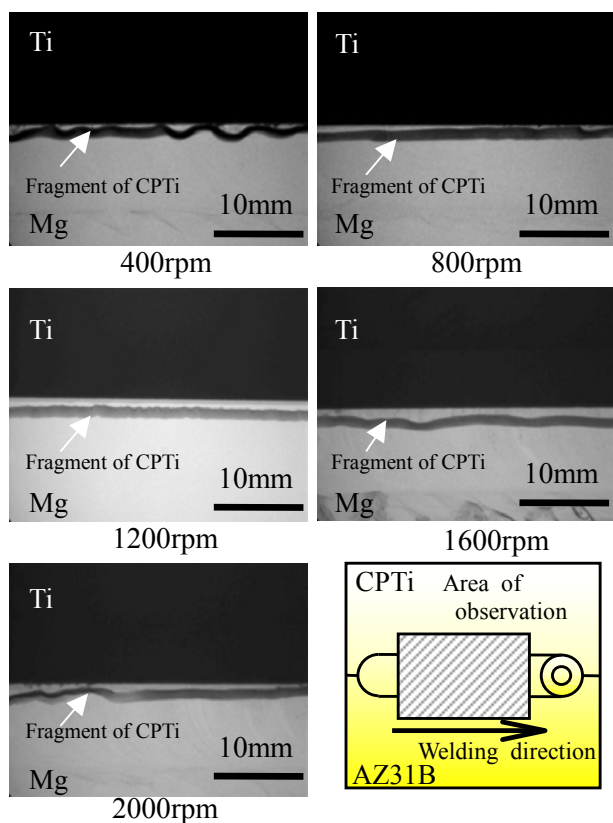 Ti
Fragment of CPTi
10mm
Mg
400rpm
Ti
Fragment of CPTi
10mm
Mg
800rpm
Ti
Fragment of CPTi
10mm
Mg
1200rpm
Ti
Fragment of CPTi
10mm
Mg
1600rpm
Ti
Fragment of CPTi
10mm
Mg
2000rpm
CPTi
Area of
observation
Welding direction
AZ31B